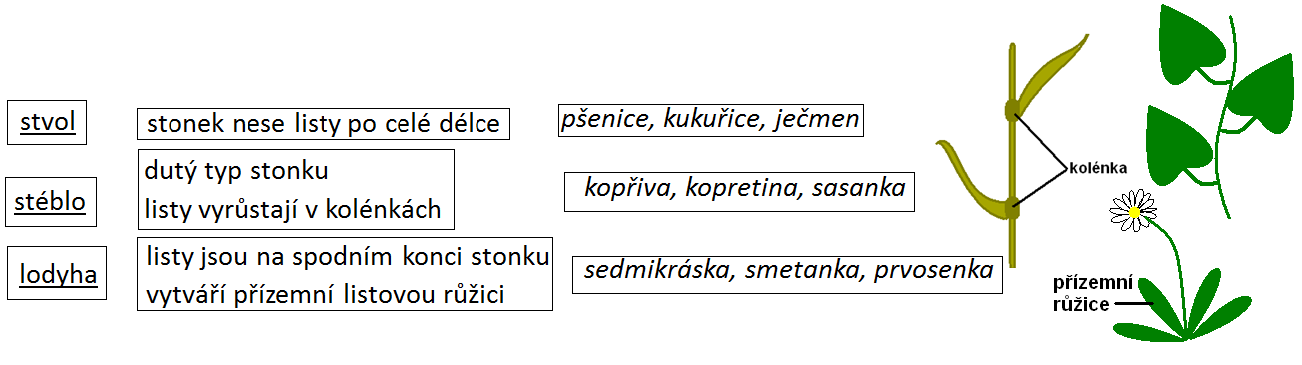 stvol
stonek nese listy po celé délce
pšenice, kukuřice, ječmen
stéblo
dutý typ stonku
listy vyrůstají v kolénkách
kopřiva, kopretina, sasanka
lodyha
listy jsou na spodním konci stonku
vytváří přízemní listovou růžici
sedmikráska, smetanka, prvosenka
kolénka
přízemní
růžice